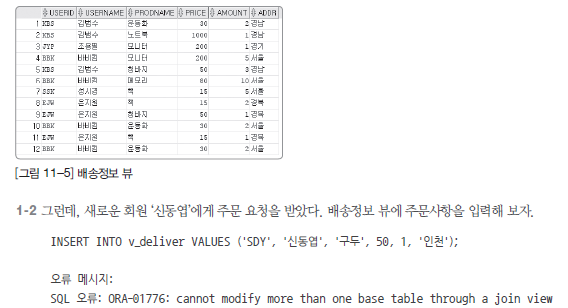 USERID USERNAME PRODNAME PRICE AMOUNT ADDR
1 KBS 김범수 운동화 30 2 경남
2 KBS 김범수 노트북 1000 1 경남
3 JYP 조용필 모니터 200 1 경기
4 BBK 바비킴 모니터 200 5 서울
5 KBS 김범수 청바지 50 3 경남
6 BBK 바비킴 메모리 80 10 서울
7 SSK 성시경 책 15 5 서울
8 EJW 은지원 책 15 2 경북
9 EJW 은지원 청바지 50 1 경북
10 BBK 바비킴 운동화 30 2 서울
11 EJW 은지원 책 15 1 경북
12 BBK 바비킴 운동화 30 2 서울
[그림 11-5] 배송정보 뷰
1-2 그런데, 새로운 회원 '신동엽'에게 주문 요청을 받았다. 배송정보 뷰에 주문사항을 입력해 보자.
INSERT INTO v_deliver VALUES ('SDY', '신동엽', '구두', 50, 1, '인천');
오류 메시지:
SQL 오류: ORA-01776: cannot modify more than one base table through a join view